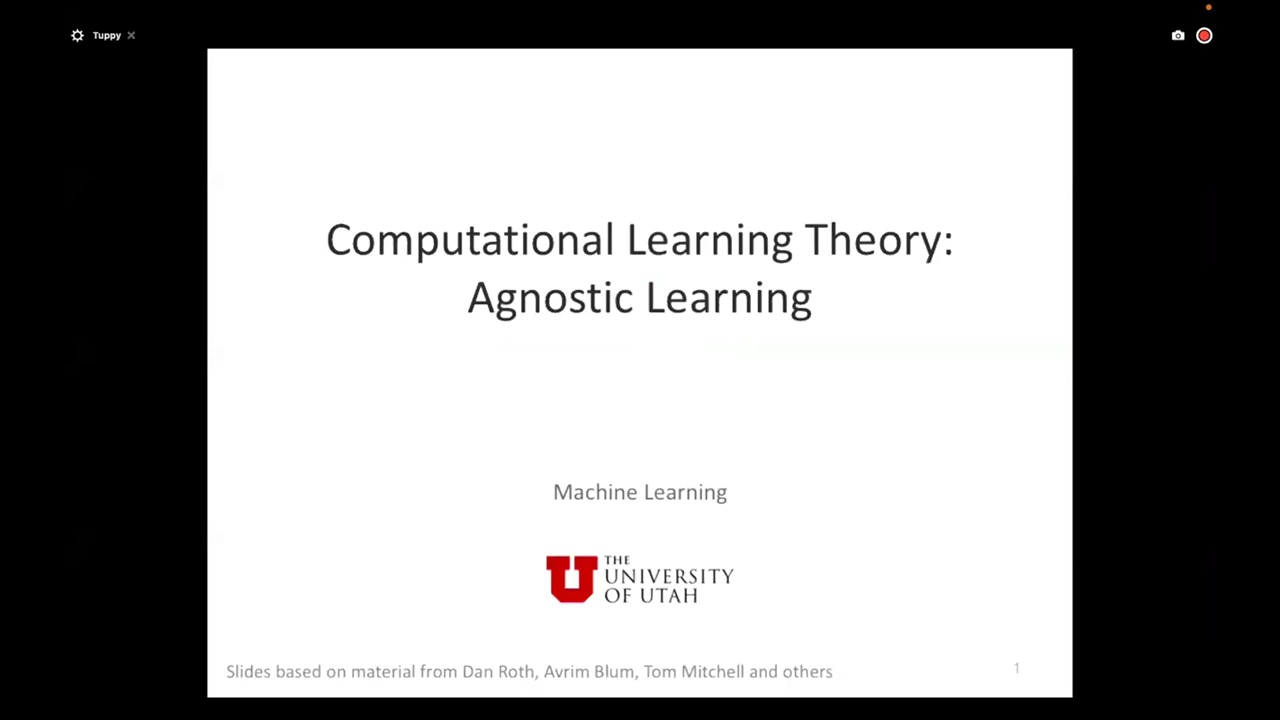 Tuppy
Computational Learning Theory:
Agnostic Learning
Machine Learning
THE
UNIVERSITY
OF UTAH
Slides based on material from Dan Roth, Avrim Blum, Tom Mitchell and others
1